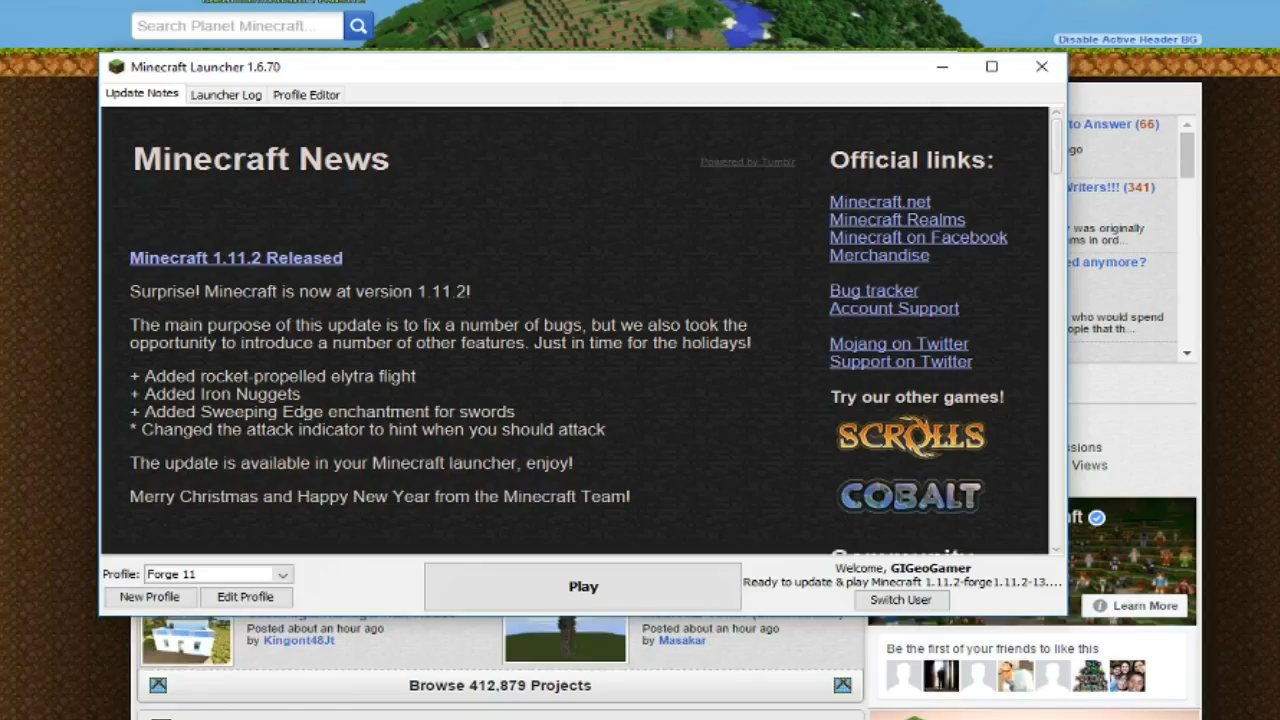 Search Planet Minecraft...
Disable Active Header BG
Minecraft Launcher 1.6.70
Update Notes
Launcher Log
Profile Editor
Minecraft News
Powered by Tumblr
Minecraft 1.11.2 Released
Surprise! Minecraft is now at version 1.11.2!
The main purpose of this update is to fix a number of bugs, but we also took the
opportunity to introduce a number of other features. Just in time for the holidays!
+ Added rocket-propelled elytra flight
+ Added Iron Nuggets
+ Added Sweeping Edge enchantment for swords
* Changed the attack indicator to hint when you should attack
The update is available in your Minecraft launcher, enjoy!
Merry Christmas and Happy New Year from the Minecraft Team!
Official links:
Minecraft.net
Minecraft Realms
Minecraft on Facebook
Merchandise
Bug tracker
Account Support
Mojang on Twitter
Support on Twitter
Try our other games!
SCROLLS
COBALT
Community
to Answer (66)
go
Writers!!! (341)
was originally
ms in ord...
ed anymore?
who would spend
ople that th...
Views
Learn More
Profile: Forge 11
New Profile
Edit Profile
Play
Welcome, GIGeoGamer
Ready to update & play Minecraft 1.11.2-forge1.11.2-13....
Switch User
Posted about an hour ago
by Kingont48Jt
Posted about an hour ago
by Masakar
Browse 412,879 Projects
Be the first of your friends to like this